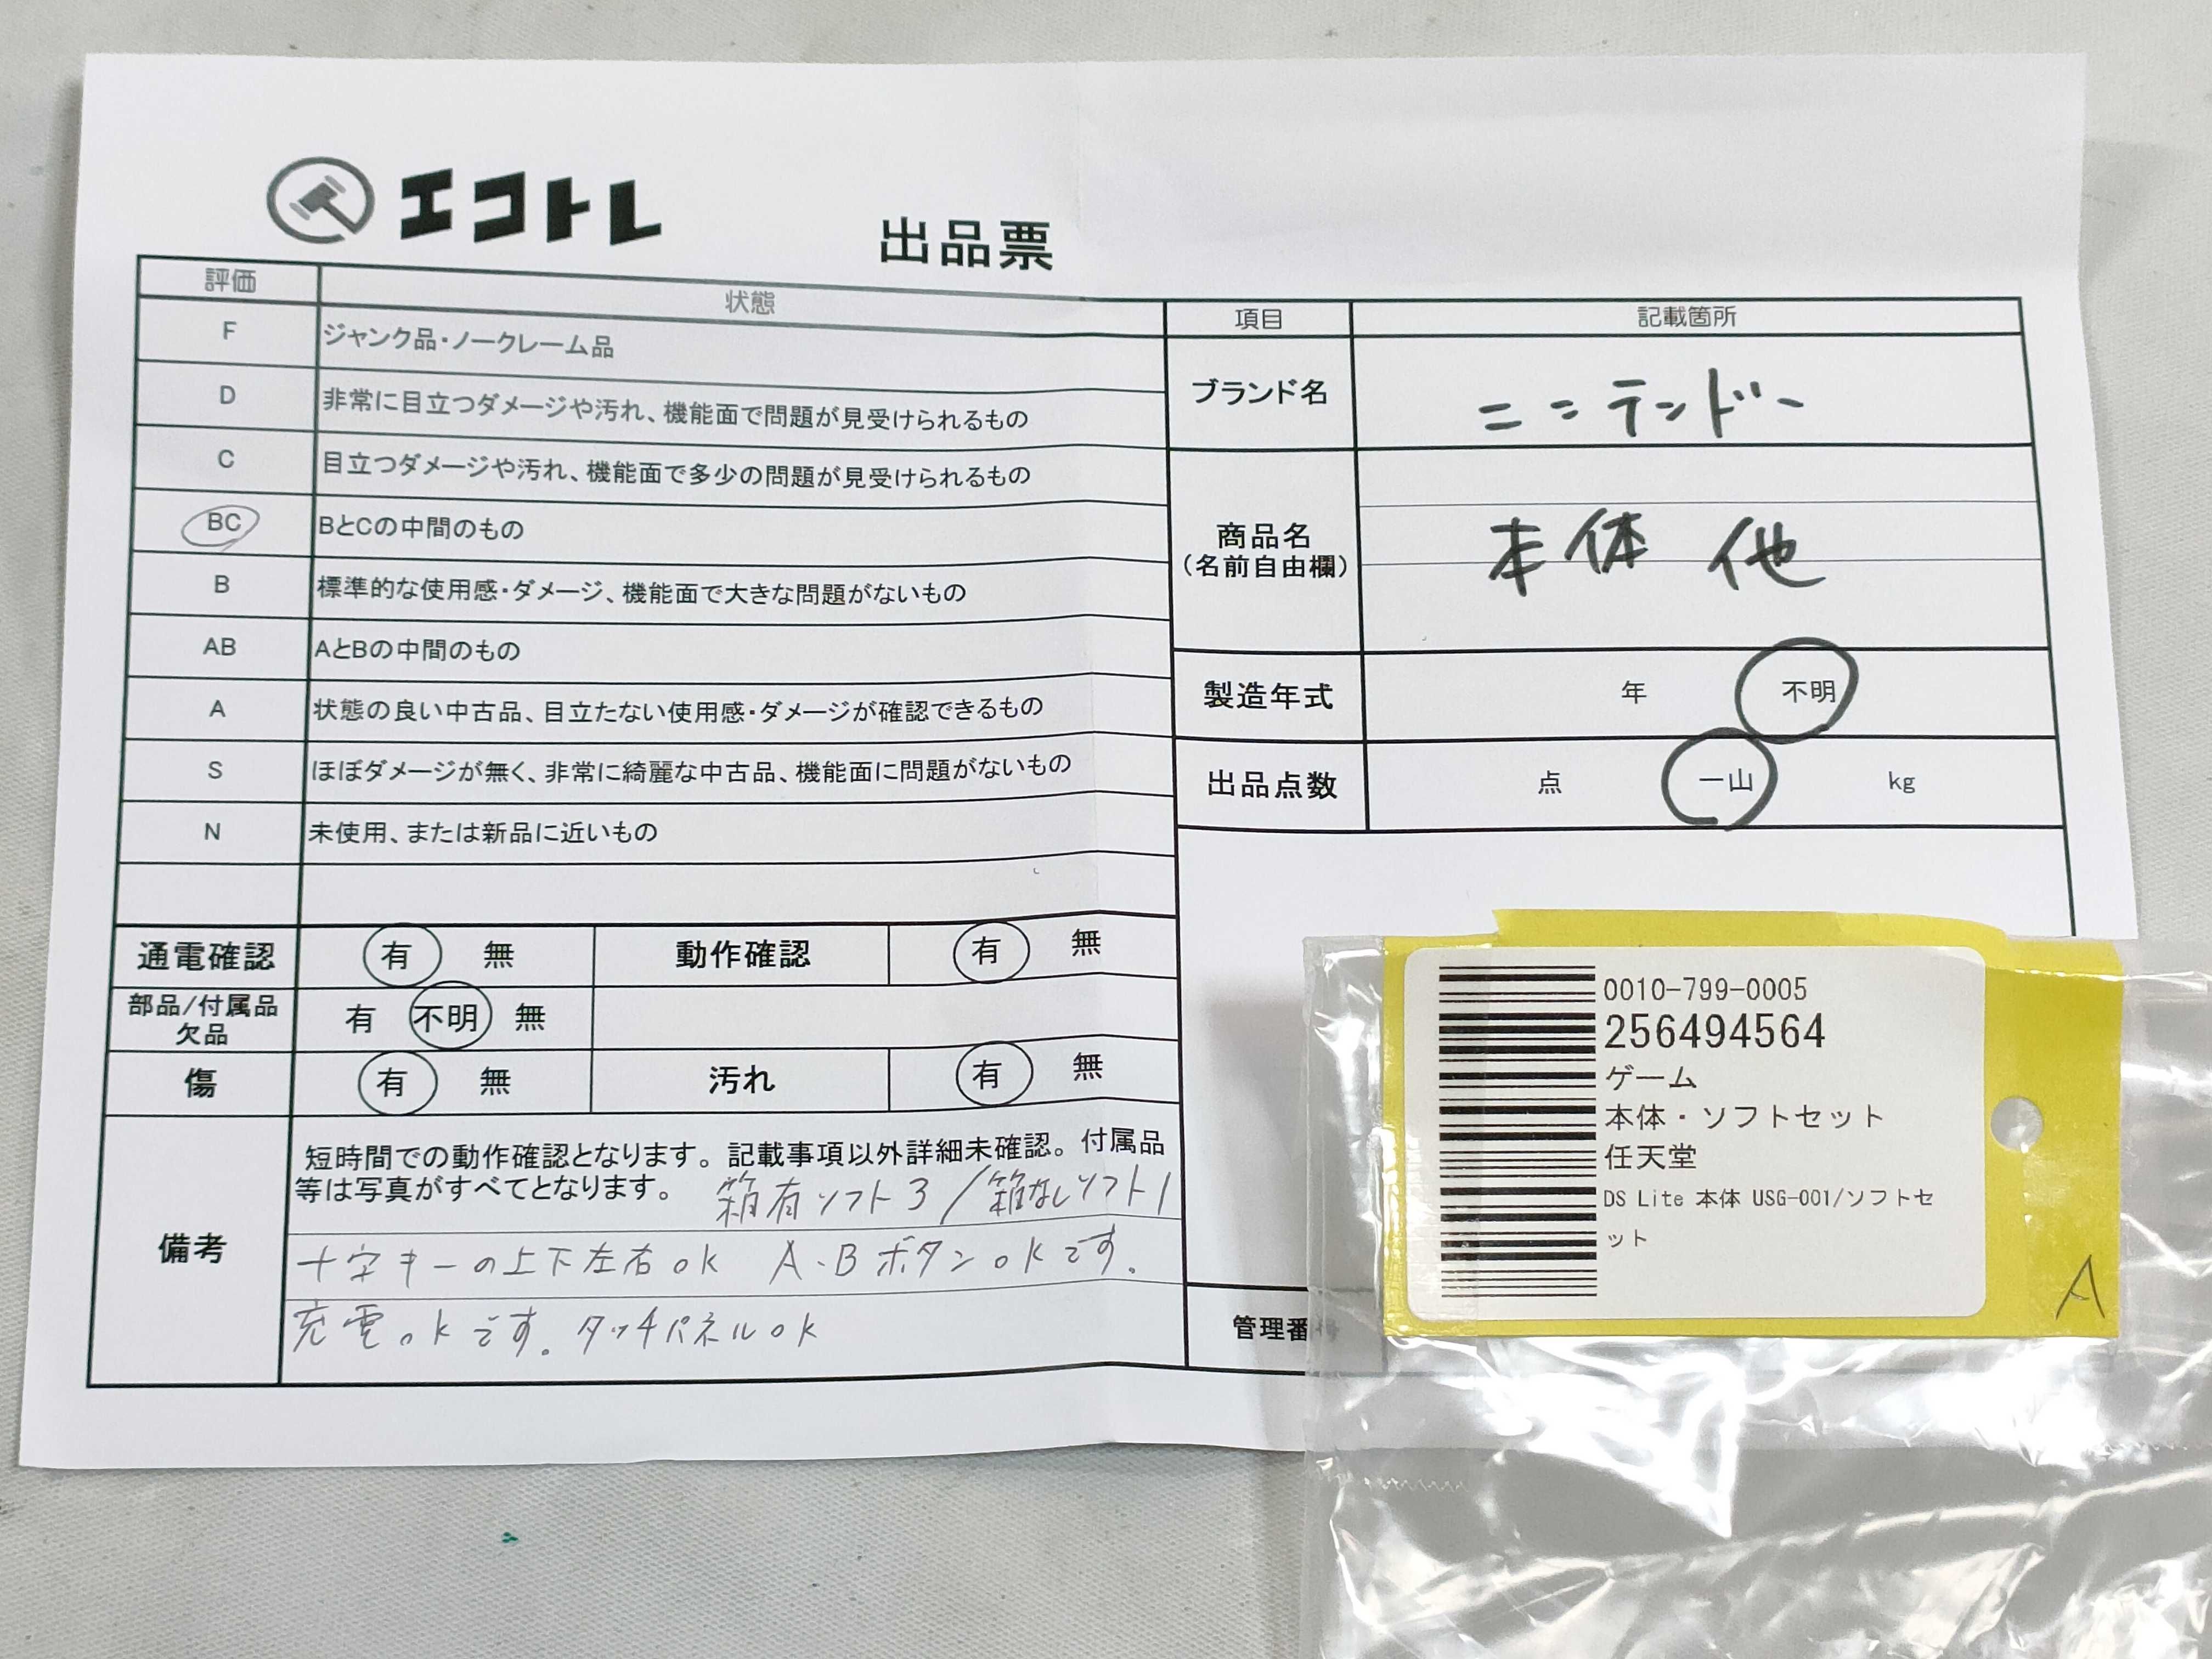 エコトレ
出品票
評価 状態
F ジャンク品・ノークレーム品
D 非常に目立つダメージや汚れ、機能面で問題が見受けられるもの
C 目立つダメージや汚れ、機能面で多少の問題が見受けられるもの
BC BとCの中間のもの
B 標準的な使用感・ダメージ、機能面で大きな問題がないもの
AB AとBの中間のもの
A 状態の良い中古品、目立たない使用感・ダメージが確認できるもの
S ほぼダメージが無く、非常に綺麗な中古品、機能面に問題がないもの
N 未使用、または新品に近いもの
通電確認 有 無 動作確認 有 無
部品/付属品
欠品 有 不明 無
傷 有 無 汚れ 有 無
備考
短時間での動作確認となります。記載事項以外詳細未確認。付属品
等は写真がすべてとなります。 箱有ソフト3/箱なしソフト1
十字キーの上下左右ok A・Bボタンokです。
充電okです。タッチパネルok
項目 記載箇所
ブランド名 ニンテンドー
商品名
(名前自由欄)
本体 他
製造年式 年 不明
出品点数 点 一山 kg
管理番号
0010-799-0005
256494564
ゲーム
本体・ソフトセット
任天堂
DS Lite 本体 USG-001/ソフトセ
ット
A